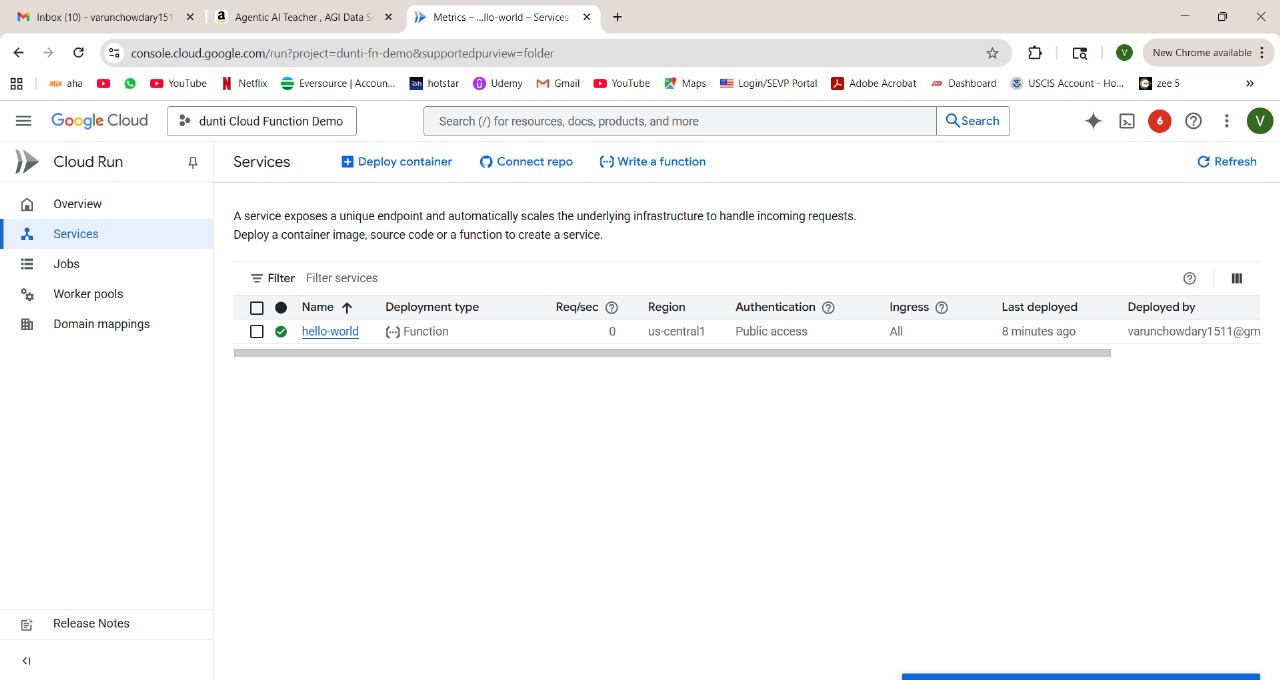 Inbox (10) - varunchowdary151
Agentic AI Teacher , AGI Data S
Metrics – ...llo-world – Services
console.cloud.google.com/run?project=dunti-fn-demo&supportedpurview=folder
V
New Chrome available
aha
YouTube
Netflix
Eversource | Accoun...
hotstar
Udemy
Gmail
YouTube
Maps
Login/SEVP Portal
Adobe Acrobat
Dashboard
USCIS Account - Ho...
zee 5
»
Google Cloud
dunti Cloud Function Demo
Search (/) for resources, docs, products, and more
Search
6
V
Cloud Run
Services
Deploy container
Connect repo
Write a function
Refresh
Overview
Services
Jobs
Worker pools
Domain mappings
A service exposes a unique endpoint and automatically scales the underlying infrastructure to handle incoming requests.
Deploy a container image, source code or a function to create a service.
Filter Filter services
Name Deployment type Req/sec Region Authentication Ingress Last deployed Deployed by
hello-world Function 0 us-central1 Public access All 8 minutes ago varunchowdary1511@gm
Release Notes